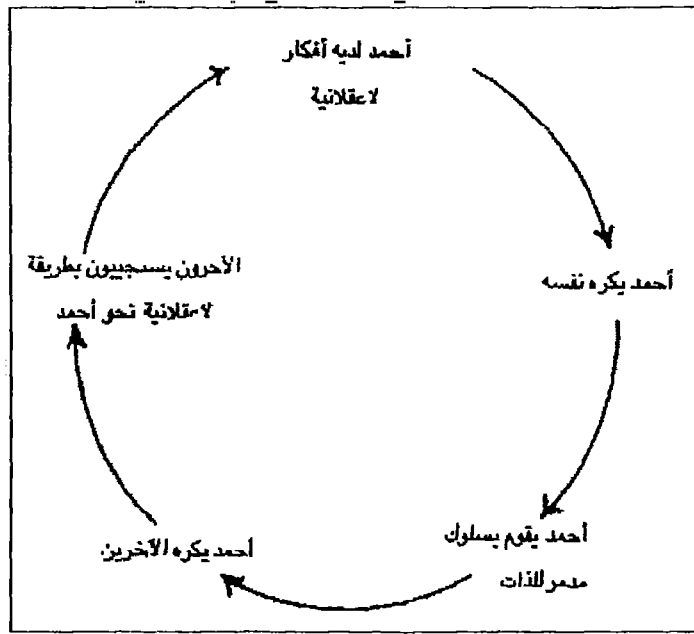 أحمد لديه أفكار
لاعقلانية
أحمد يكره نفسه
أحمد يقوم بسلوك
مدمر للذات
أحمد يكره الآخرين
الآخرون يستجيبون بطريقة
لاعقلانية نحو أحمد